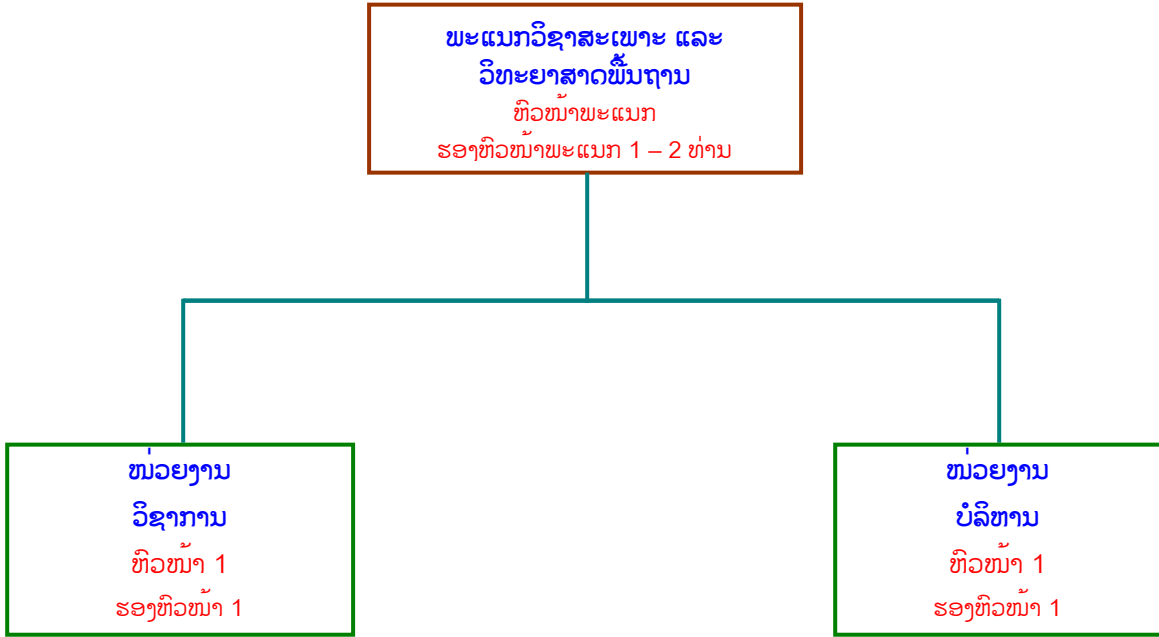 ພະແນກວິຊາສະເພາະ ແລະ
ວິທະຍາສາດພື້ນຖານ
ຫົວໜ້າພະແນກ
ຮອງຫົວໜ້າພະແນກ 1 – 2 ທ່ານ
ໜ່ວຍງານ
ວິຊາການ
ຫົວໜ້າ 1
ຮອງຫົວໜ້າ 1
ໜ່ວຍງານ
ບໍລິຫານ
ຫົວໜ້າ 1
ຮອງຫົວໜ້າ 1